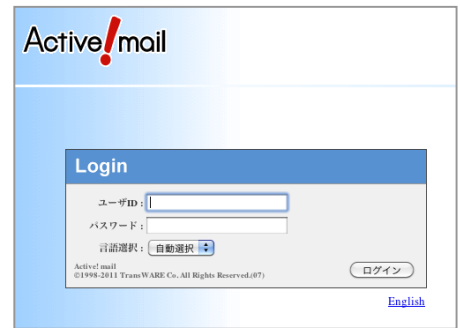 Active!mail
Login
ユーザID :
パスワード :
言語選択 : 自動選択
Active! mail
©1998-2011 TransWARE Co. All Rights Reserved.(07)
ログイン
English